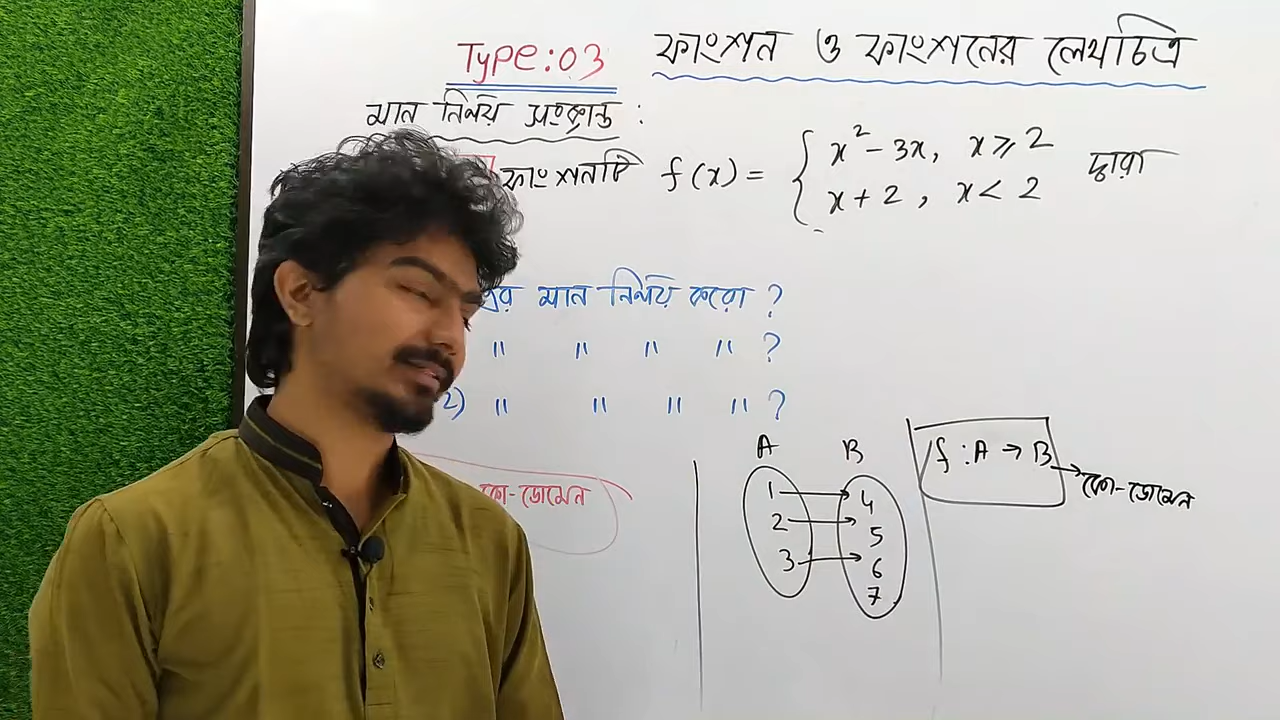 Type:03 ফাংশন ও ফাংশনের লেখচিত্র
মান নির্ণয় সংক্রান্ত :
ফাংশনটি f(x) = { x² - 3x, x ≥ 2 দ্বারা
x + 2, x < 2
এর মান নির্ণয় করো ?
" " " " ?
2) " " " " ?
কো-ডোমেন
A B
1 4
2 5
3 6
7
f : A → B
→ কো-ডোমেন